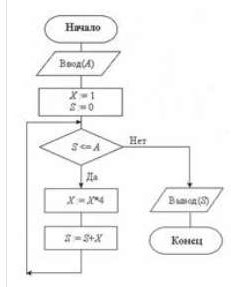 Начало
Ввод(A)
X := 1
S := 0
S <= A
Нет
Да
X := X*4
S := S+X
Вывод(S)
Конец